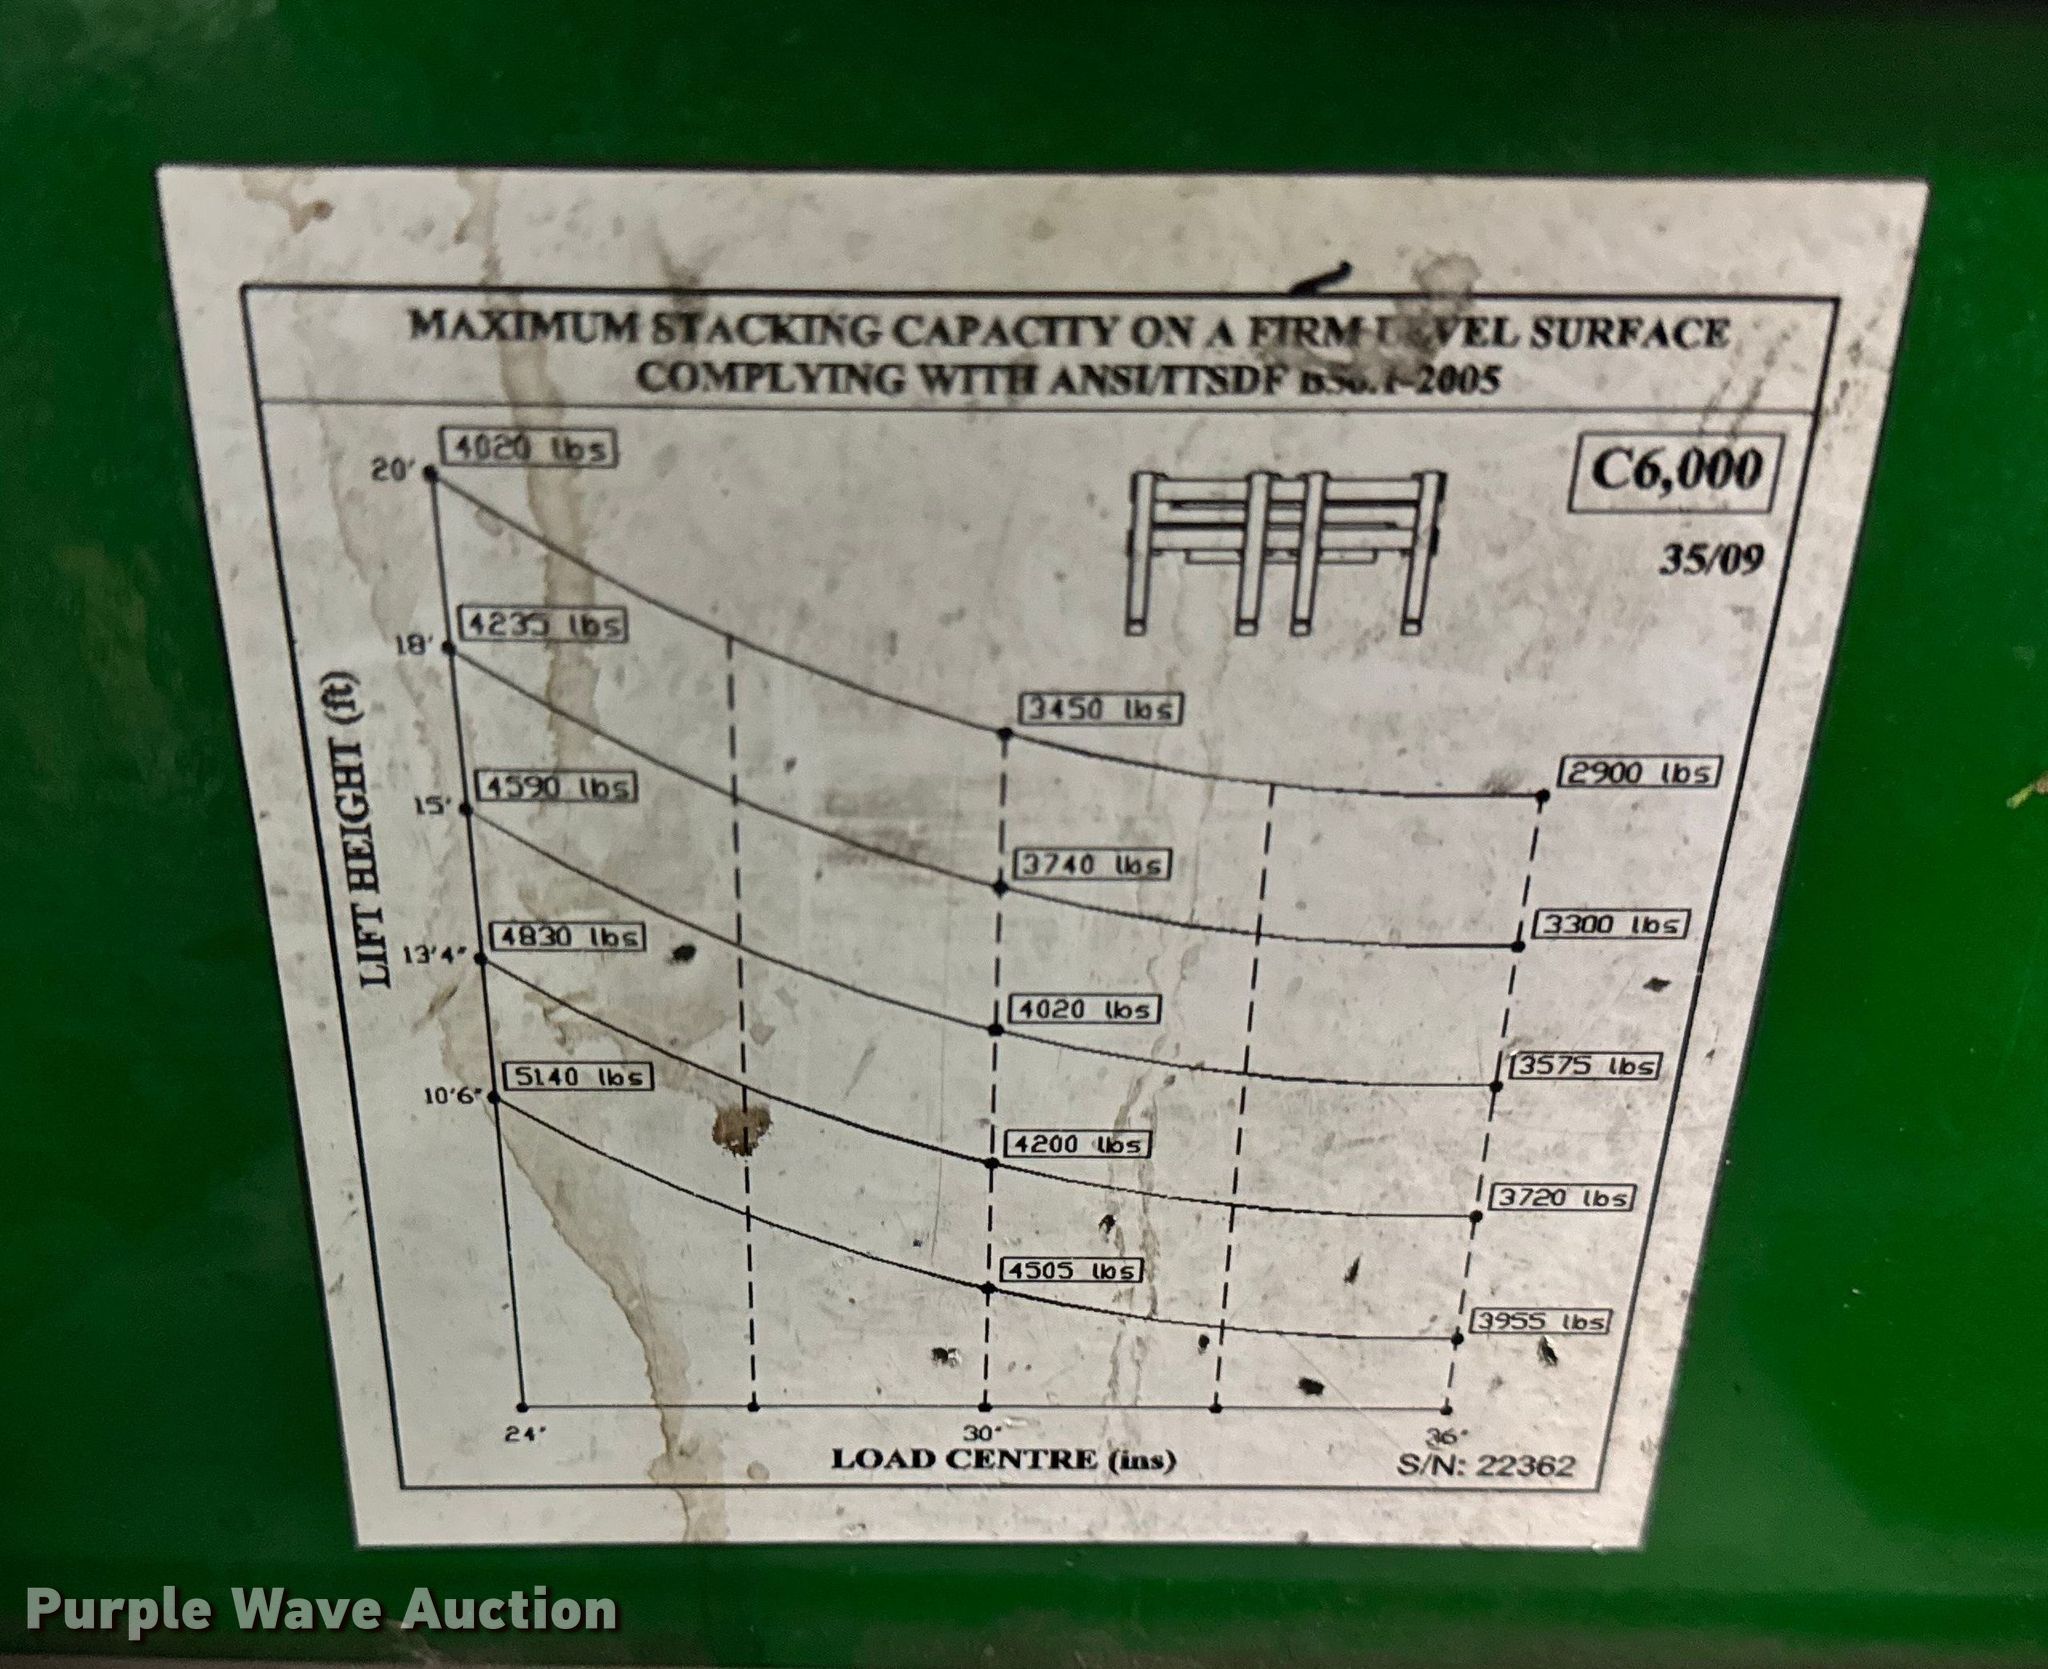 MAXIMUM STACKING CAPACITY ON A FIRM LEVEL SURFACE
COMPLYING WITH ANSI/ITSDF B56.1-2005
C6,000
35/09
LIFT HEIGHT (ft)
20' 4020 lbs 3450 lbs 2900 lbs
18' 4235 lbs 3740 lbs 3300 lbs
15' 4590 lbs 4020 lbs 3575 lbs
13'4" 4830 lbs 4200 lbs 3720 lbs
10'6" 5140 lbs 4505 lbs 3955 lbs
24" 30" 36"
LOAD CENTRE (ins)
S/N: 22362
Purple Wave Auction